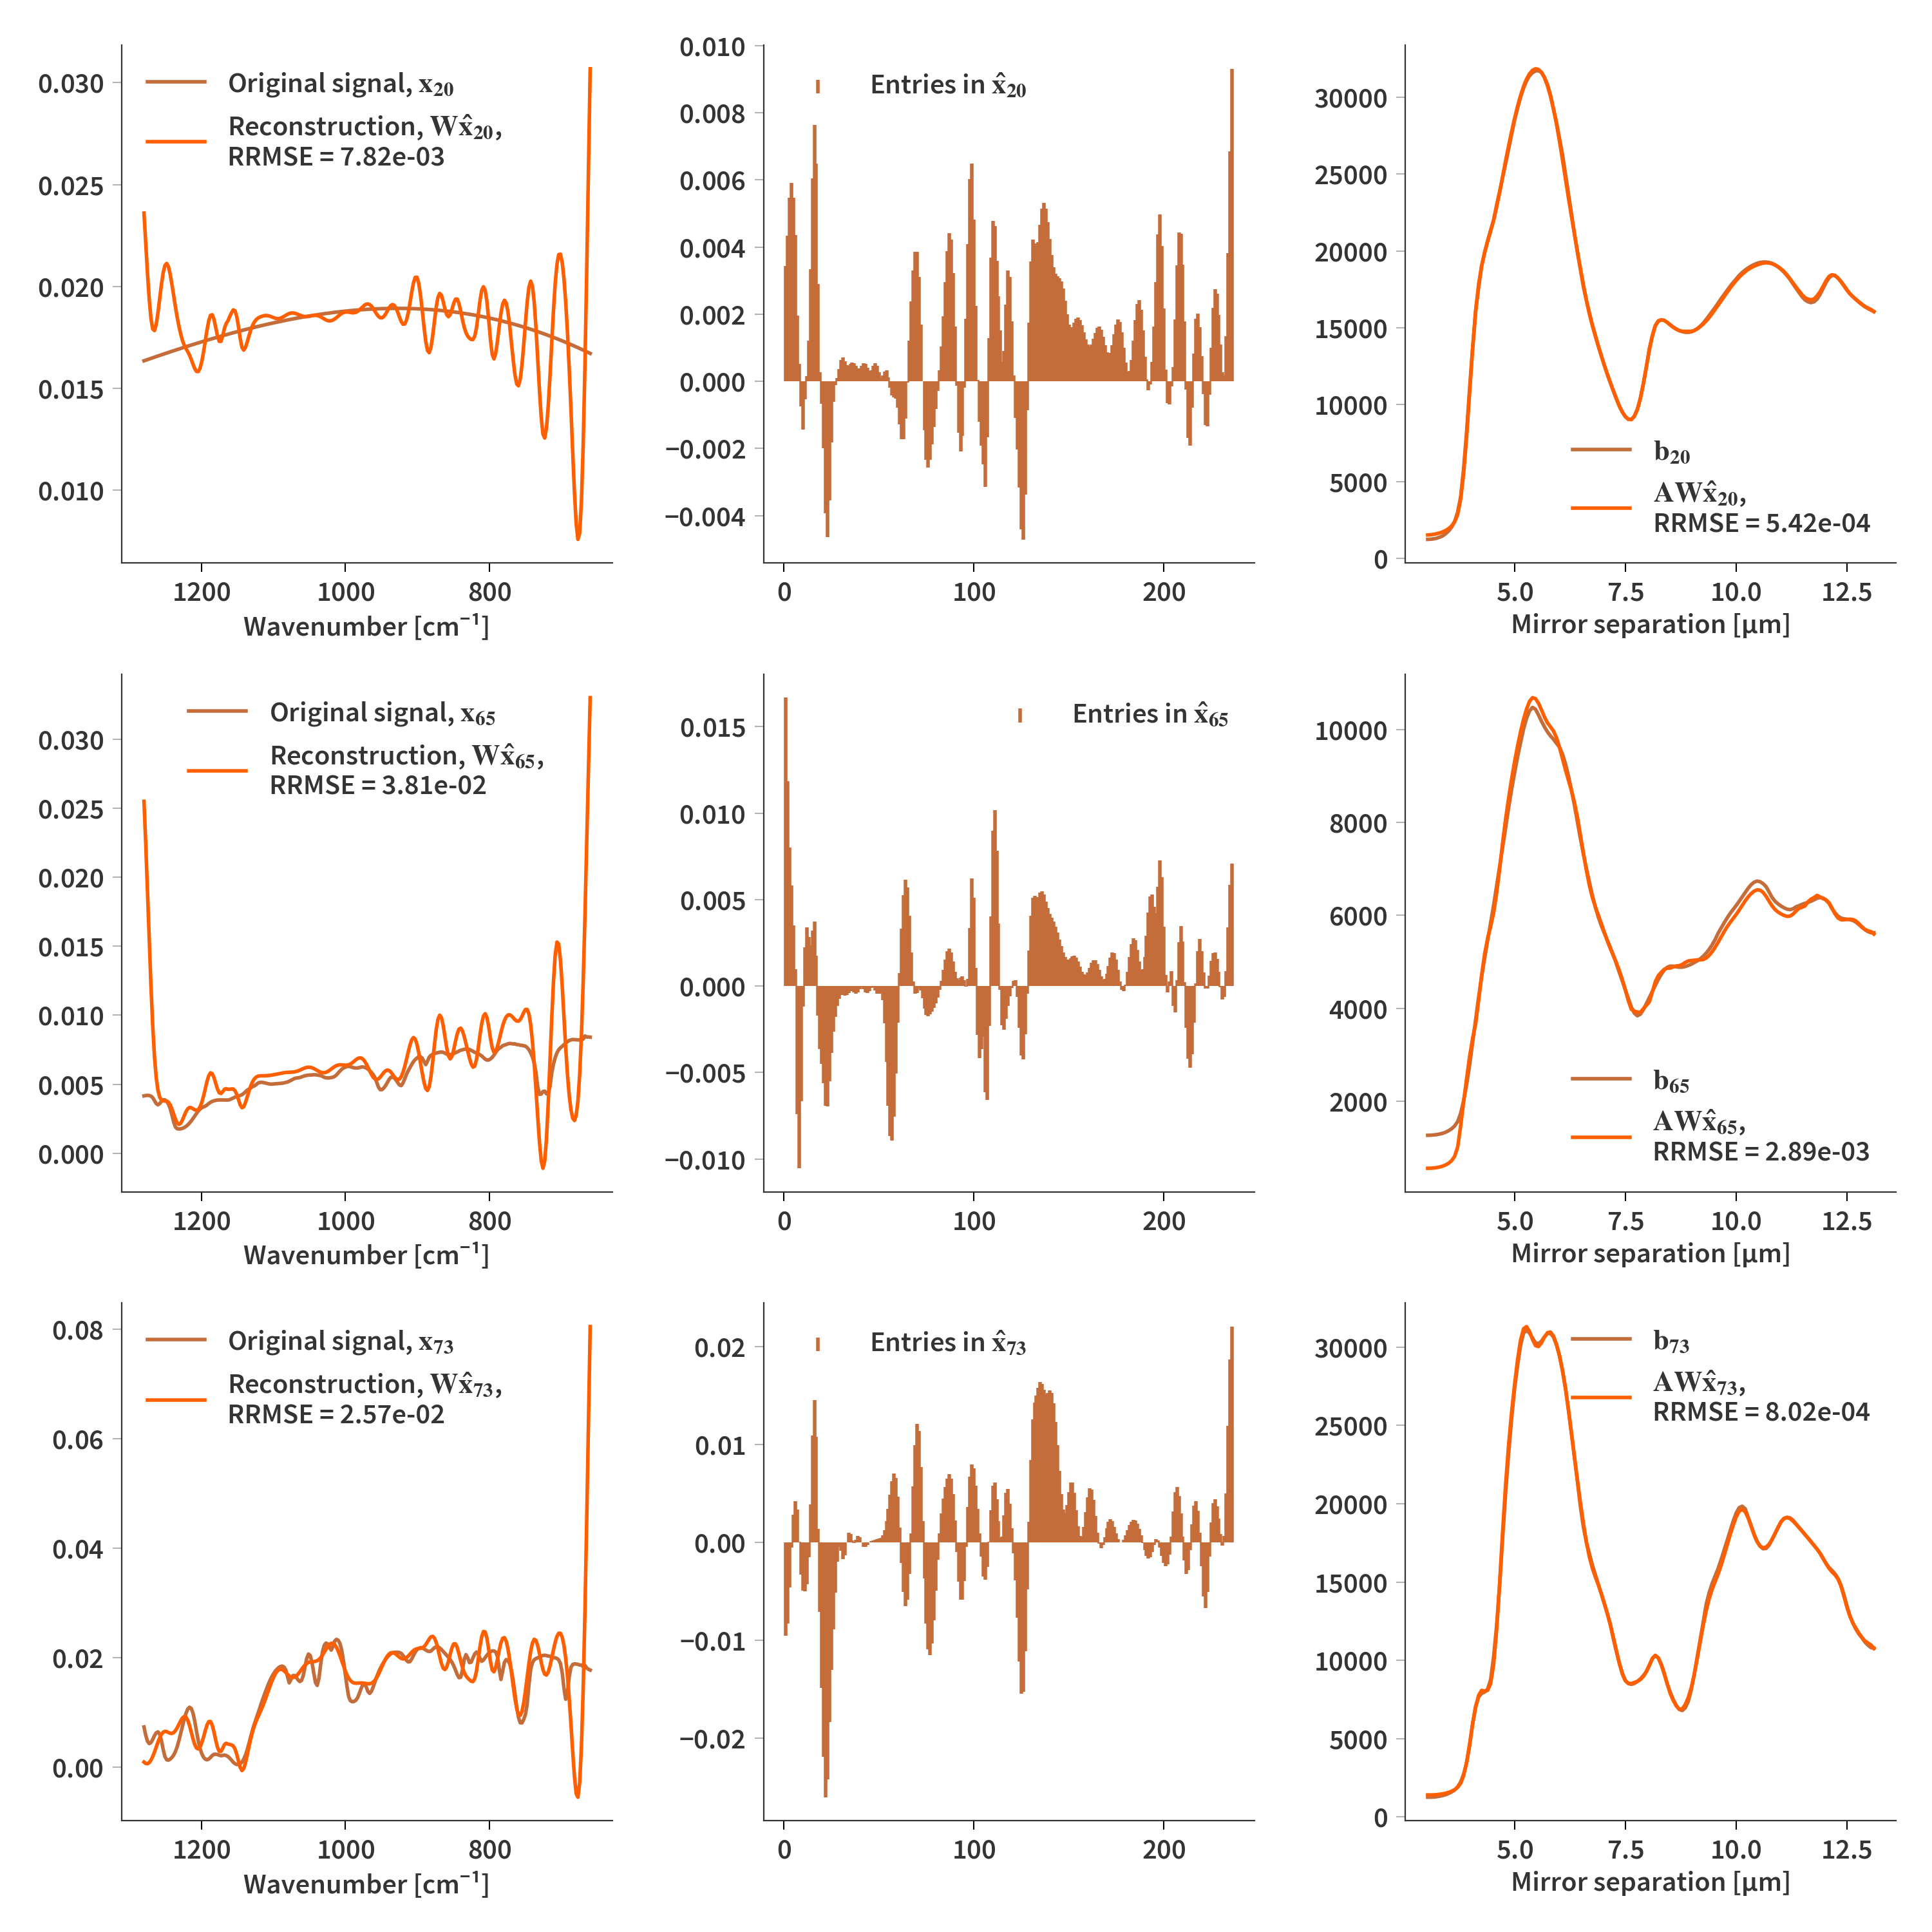 0.030
0.025
0.020
0.015
0.010
Original signal, x₂₀
Reconstruction, Wx̂₂₀,
RRMSE = 7.82e-03
1200 1000 800
Wavenumber [cm⁻¹]
0.010
0.008
0.006
0.004
0.002
0.000
−0.002
−0.004
Entries in x̂₂₀
0 100 200
30000
25000
20000
15000
10000
5000
0
b₂₀
AWx̂₂₀,
RRMSE = 5.42e-04
5.0 7.5 10.0 12.5
Mirror separation [μm]
0.030
0.025
0.020
0.015
0.010
0.005
0.000
Original signal, x₆₅
Reconstruction, Wx̂₆₅,
RRMSE = 3.81e-02
1200 1000 800
Wavenumber [cm⁻¹]
0.015
0.010
0.005
0.000
−0.005
−0.010
Entries in x̂₆₅
0 100 200
10000
8000
6000
4000
2000
b₆₅
AWx̂₆₅,
RRMSE = 2.89e-03
5.0 7.5 10.0 12.5
Mirror separation [μm]
0.08
0.06
0.04
0.02
0.00
Original signal, x₇₃
Reconstruction, Wx̂₇₃,
RRMSE = 2.57e-02
1200 1000 800
Wavenumber [cm⁻¹]
0.02
0.01
0.00
−0.01
−0.02
Entries in x̂₇₃
0 100 200
30000
25000
20000
15000
10000
5000
0
b₇₃
AWx̂₇₃,
RRMSE = 8.02e-04
5.0 7.5 10.0 12.5
Mirror separation [μm]